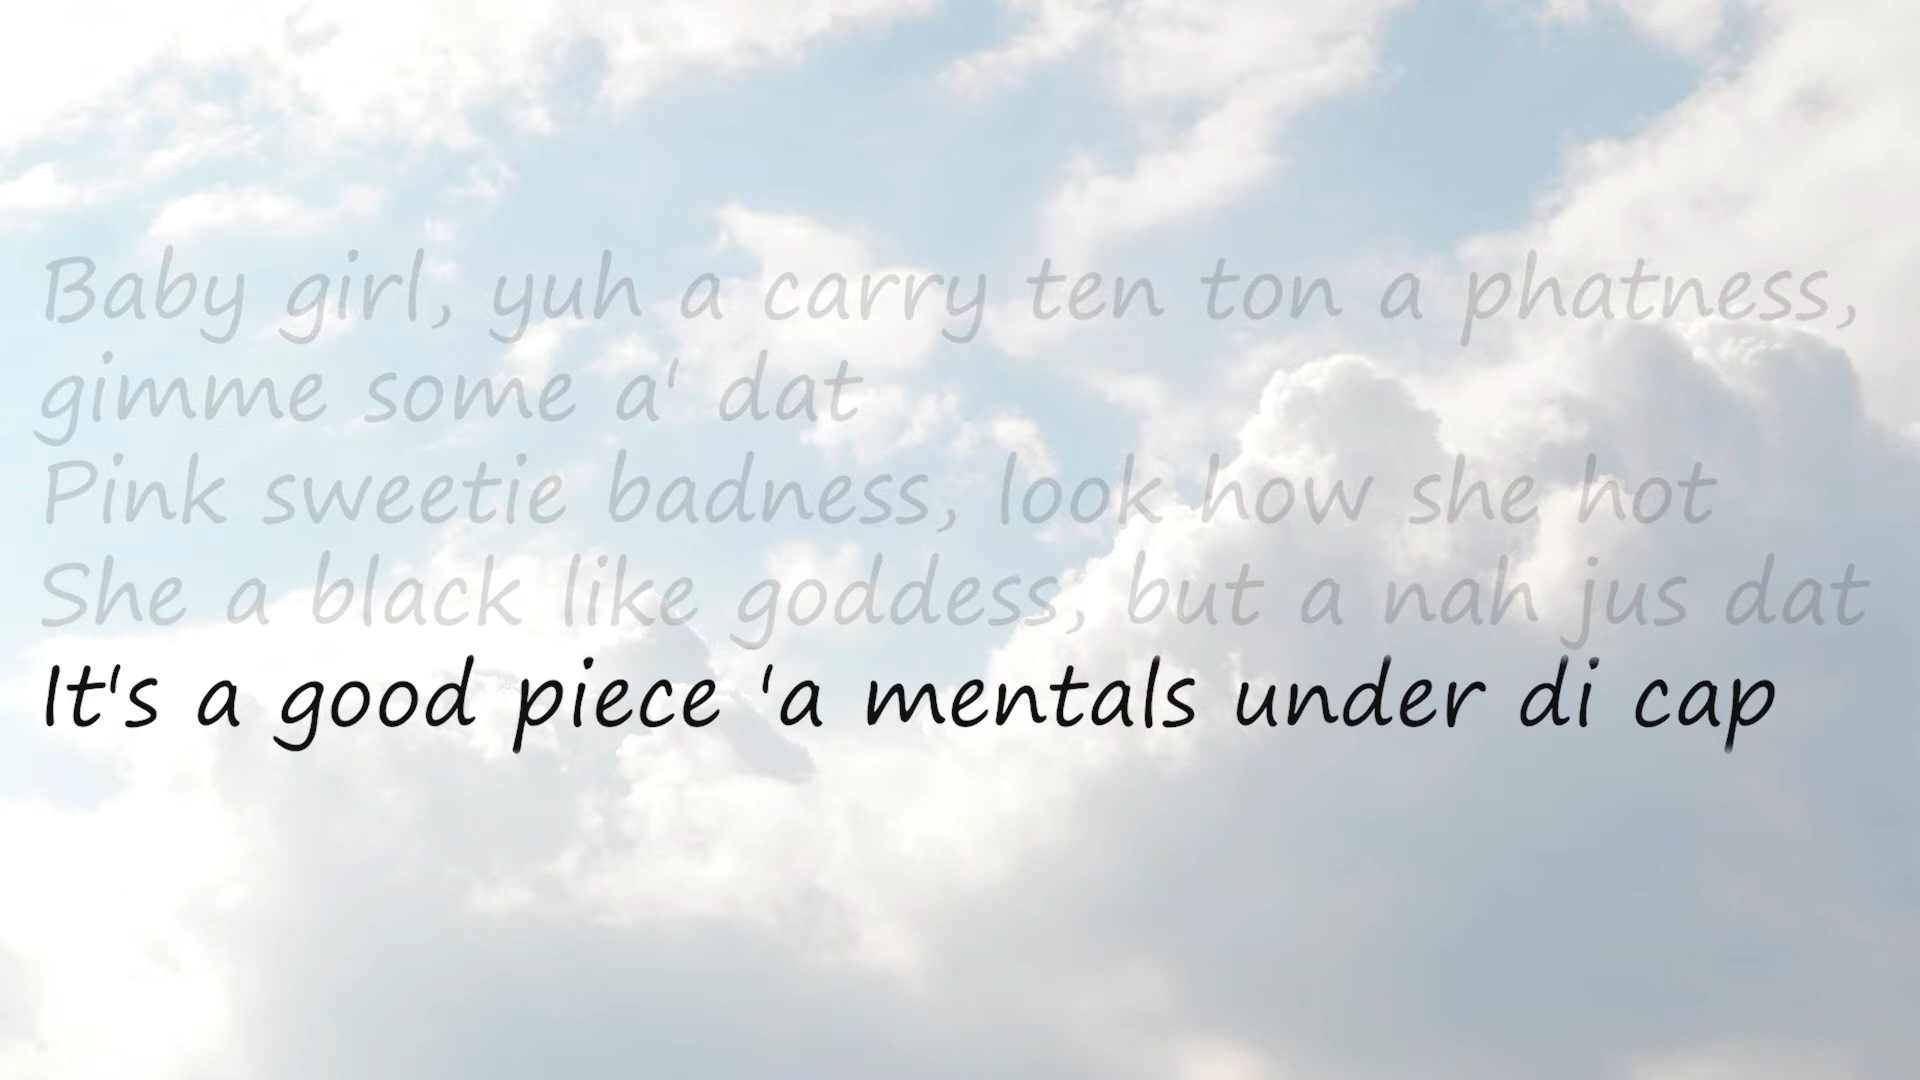 Baby girl, yuh a carry ten ton a phatness,
gimme some a' dat
Pink sweetie badness, look how she hot
She a black like goddess, but a nah jus dat
It's a good piece 'a mentals under di cap